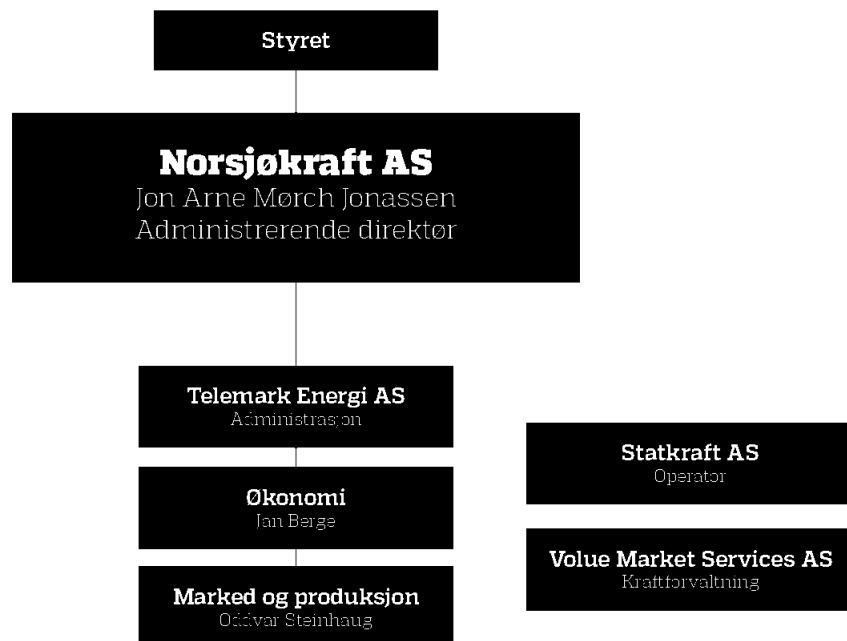 Styret
Norsjøkraft AS
Jon Arne Mørch Jonassen
Administrerende direktør
Telemark Energi AS
Administrasjon
Økonomi
Jan Berge
Marked og produksjon
Oddvar Steinhaug
Statkraft AS
Operatør
Volue Market Services AS
Kraftforvaltning